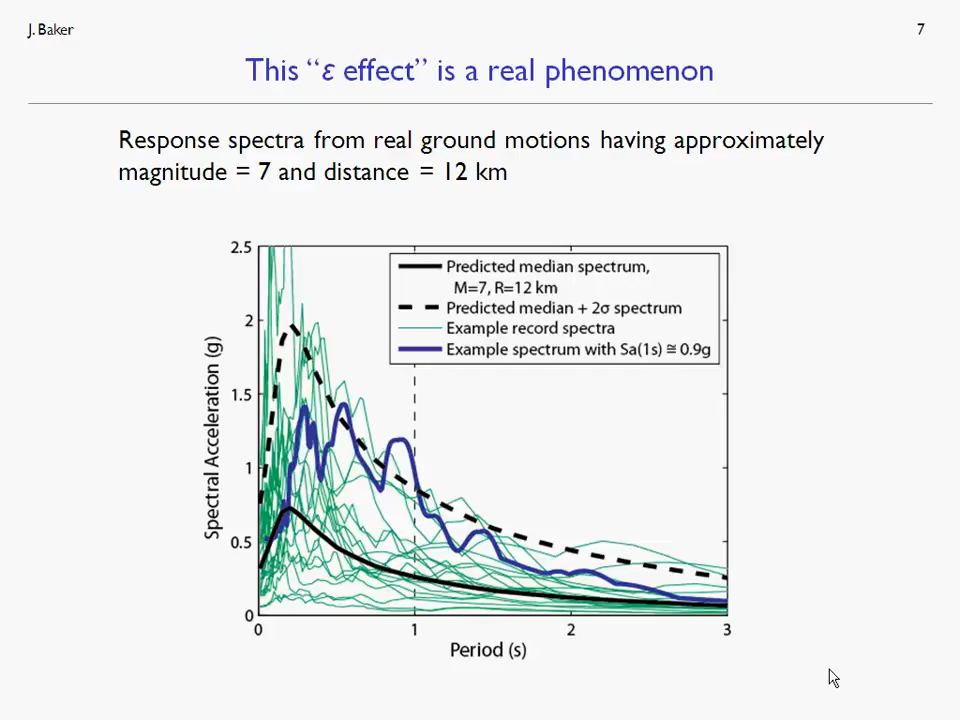 J. Baker
7
This “ε effect” is a real phenomenon
Response spectra from real ground motions having approximately
magnitude = 7 and distance = 12 km
2.5
2
1.5
1
0.5
0
Spectral Acceleration (g)
Predicted median spectrum,
M=7, R=12 km
Predicted median + 2σ spectrum
Example record spectra
Example spectrum with Sa(1s) ≅ 0.9g
0
1
2
3
Period (s)